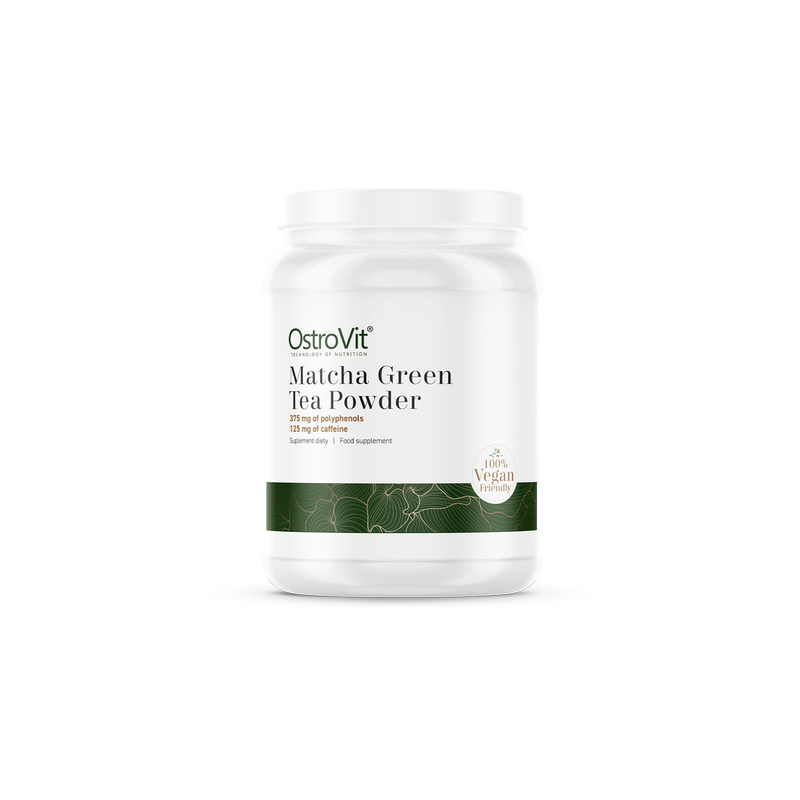 OstroVit®
TECHNOLOGY OF NUTRITION
Matcha Green
Tea Powder
375 mg of polyphenols
125 mg of caffeine
Suplement diety | Food supplement
100%
Vegan
Friendly